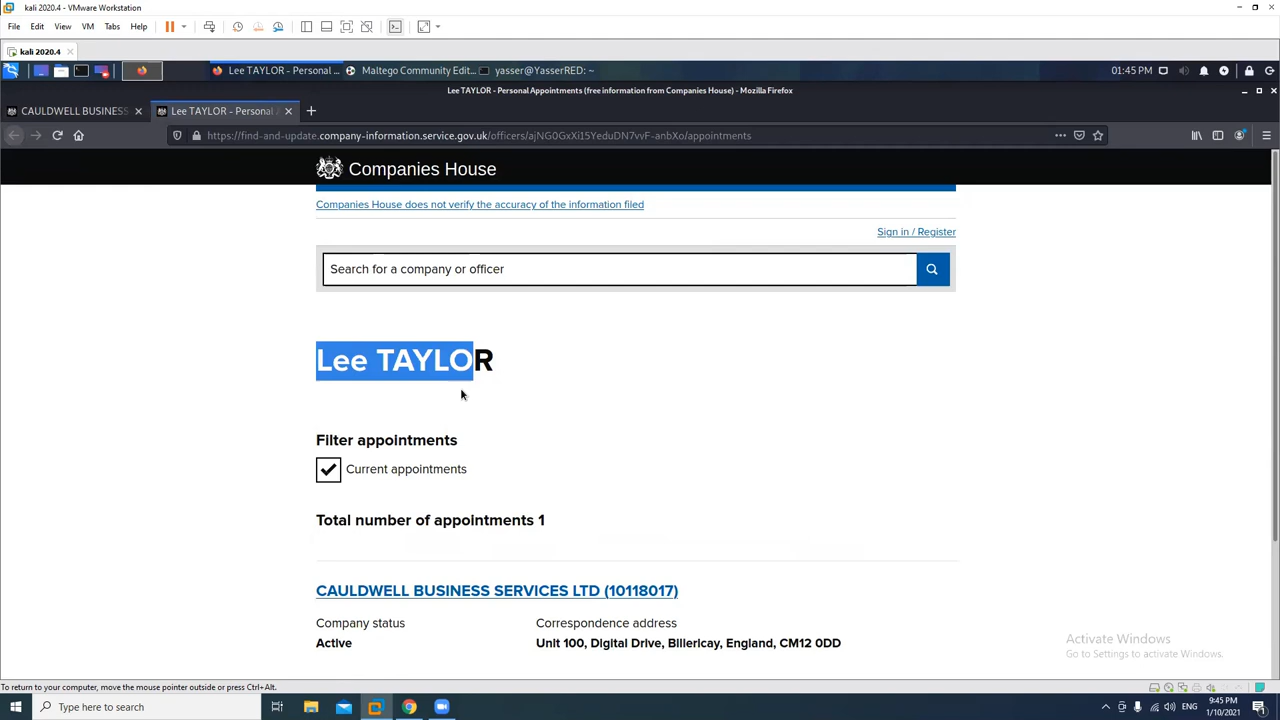 kali 2020.4 - VMware Workstation
File Edit View VM Tabs Help
kali 2020.4
Lee TAYLOR - Personal ... Maltego Community Edit... yasser@YasserRED: ~ 01:45 PM
Lee TAYLOR - Personal Appointments (free information from Companies House) - Mozilla Firefox
CAULDWELL BUSINESS Lee TAYLOR - Personal A
https://find-and-update.company-information.service.gov.uk/officers/ajNG0GxXi15YeduDN7vvF-anbXo/appointments
Companies House
Companies House does not verify the accuracy of the information filed
Sign in / Register
Search for a company or officer
Lee TAYLOR
Filter appointments
Current appointments
Total number of appointments 1
CAULDWELL BUSINESS SERVICES LTD (10118017)
Company status Correspondence address
Active Unit 100, Digital Drive, Billericay, England, CM12 0DD
Activate Windows
Go to Settings to activate Windows.
To return to your computer, move the mouse pointer outside or press Ctrl+Alt.
Type here to search ENG 9:45 PM
1/10/2021